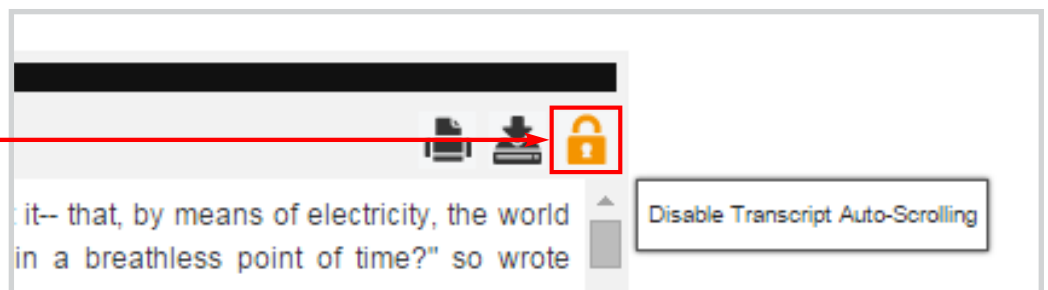 Disable Transcript Auto-Scrolling
it-- that, by means of electricity, the world
in a breathless point of time?" so wrote